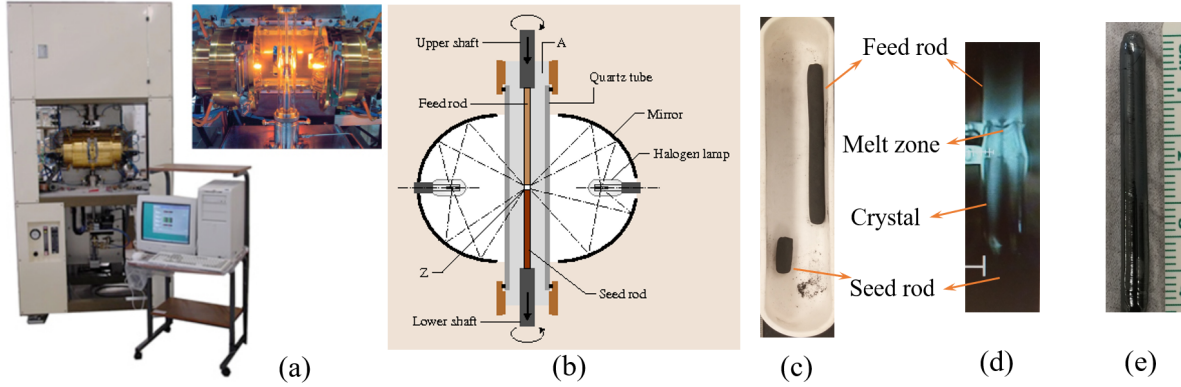 Upper shaft
A
Quartz tube
Feed rod
Mirror
Halogen lamp
Z
Seed rod
Lower shaft
Feed rod
Melt zone
Crystal
Seed rod
(a)
(b)
(c)
(d)
(e)